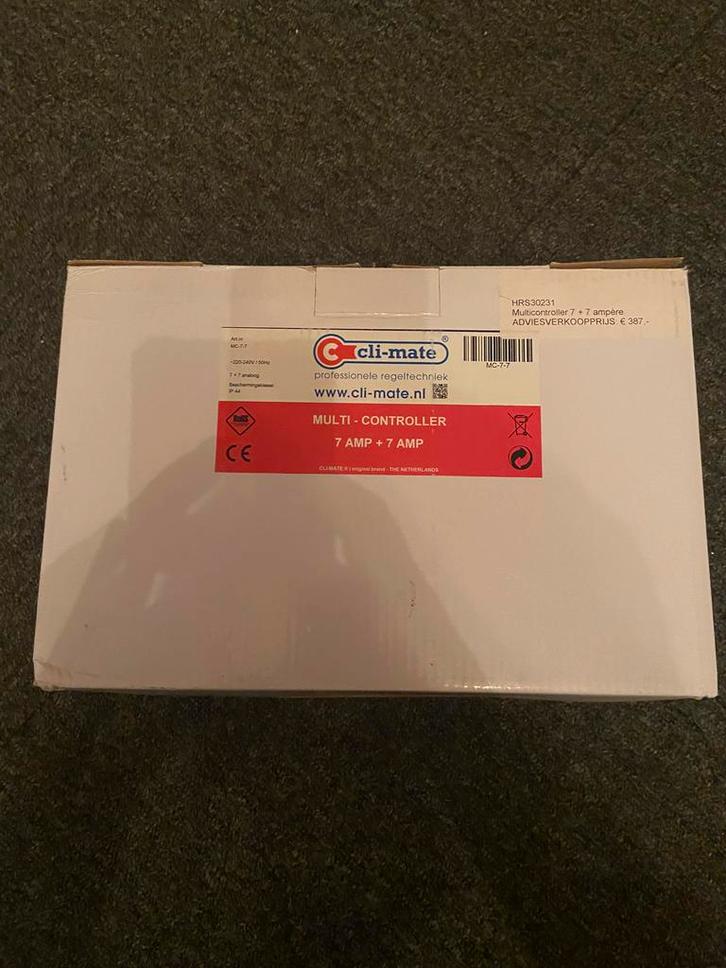 HRS30231
Multicontroller 7 + 7 ampère
ADVIESVERKOOPPRIJS: € 387,-
Art.nr
MC-7-7
~220-240V / 50Hz
7 + 7 analoog
Beschermingsklasse:
IP 44
cli-mate ®
professionele regeltechniek
www.cli-mate.nl
MC-7-7
RoHS
CE
MULTI - CONTROLLER
7 AMP + 7 AMP
CLI-MATE ® | original brand - THE NETHERLANDS